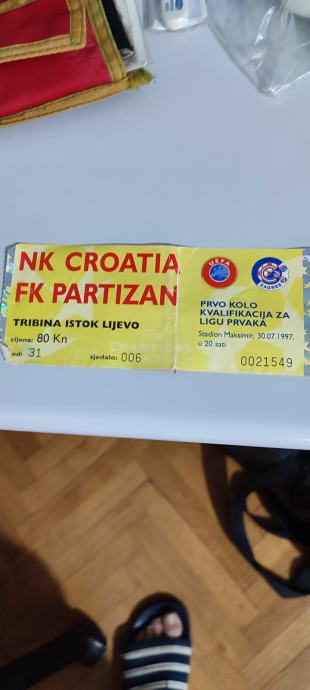 NK CROATIA
FK PARTIZAN
TRIBINA ISTOK LIJEVO
cijena: 80 Kn
red: 31
sjedalo: 006
CHAMPIONS
UEFA
ZAGREB
PRVO KOLO
KVALIFIKACIJA ZA
LIGU PRVAKA
Stadion Maksimir, 30.07.1997.
u 20 sati
0021549